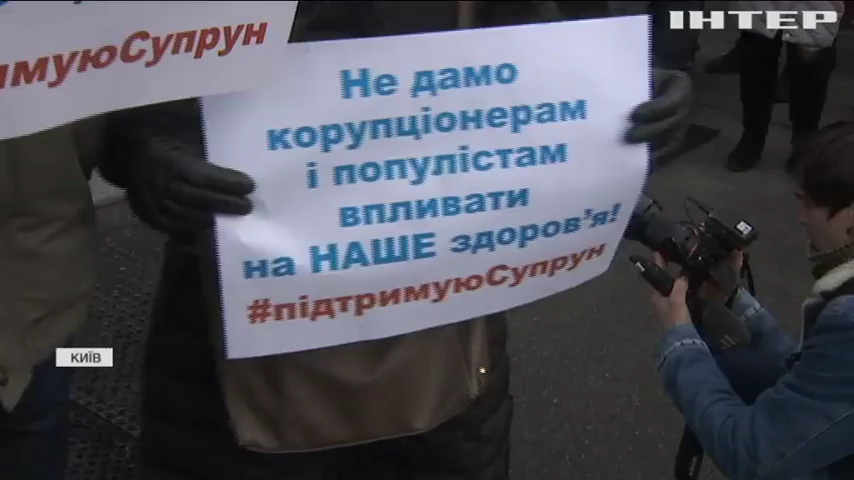 ІНТЕР
имуюСупрун
Не дамо
корупціонерам
і популістам
впливати
на НАШЕ здоров'я!
#підтримуюСупрун
КИЇВ